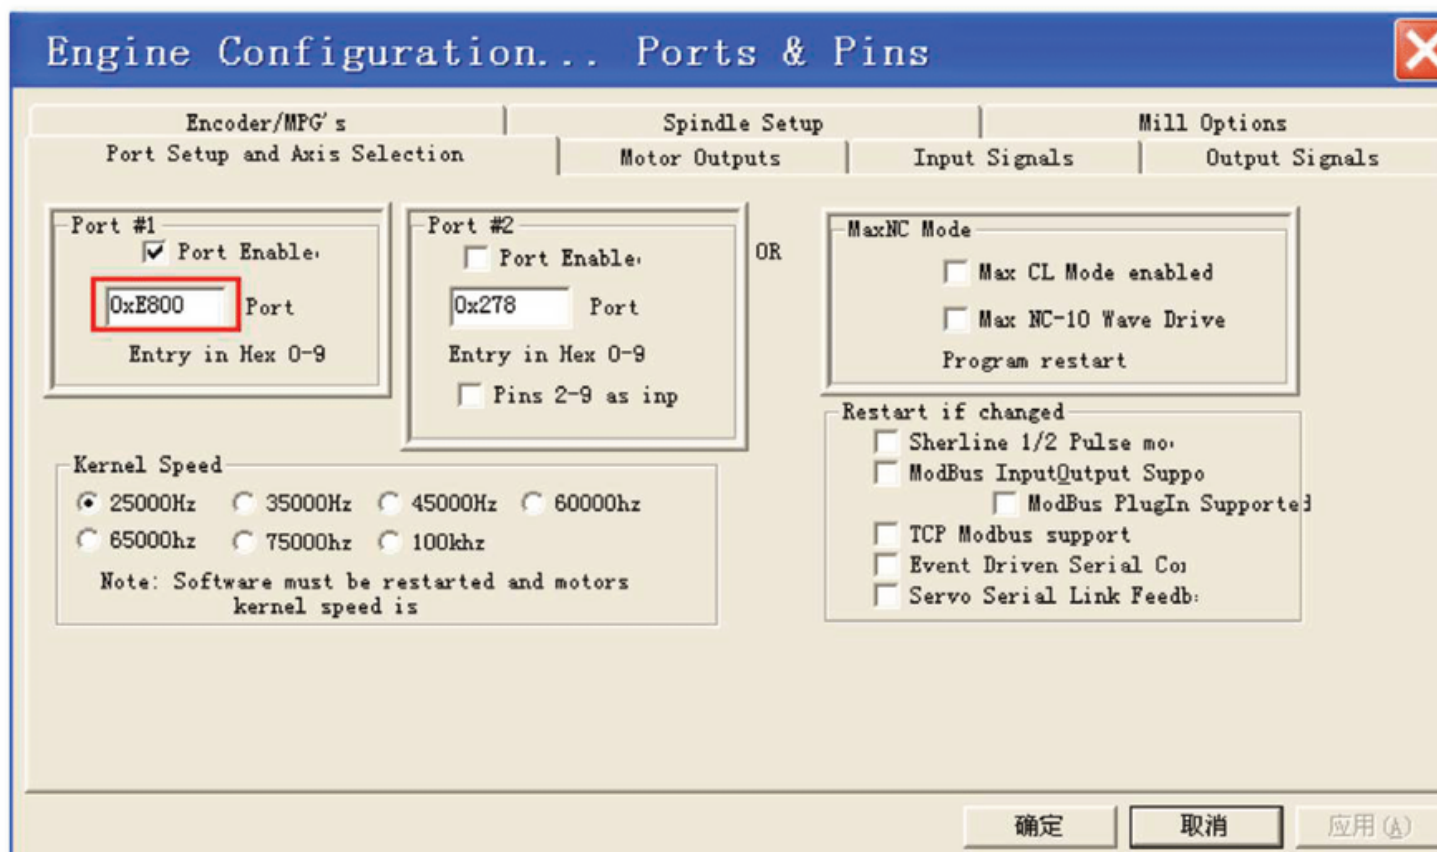 Engine Configuration... Ports & Pins
Encoder/MPG's Spindle Setup Mill Options
Port Setup and Axis Selection Motor Outputs Input Signals Output Signals
Port #1
Port Enable
0xE800 Port
Entry in Hex 0-9
Port #2
Port Enable
0x278 Port
Entry in Hex 0-9
Pins 2-9 as inp
OR
MaxNC Mode
Max CL Mode enabled
Max NC-10 Wave Drive
Program restart
Restart if changed
Sherline 1/2 Pulse mo
ModBus InputOutput Suppo
ModBus PlugIn Supported
TCP Modbus support
Event Driven Serial Co
Servo Serial Link Feedb
Kernel Speed
25000Hz 35000Hz 45000Hz 60000hz
65000hz 75000hz 100khz
Note: Software must be restarted and motors
kernel speed is
确定 取消 应用(A)